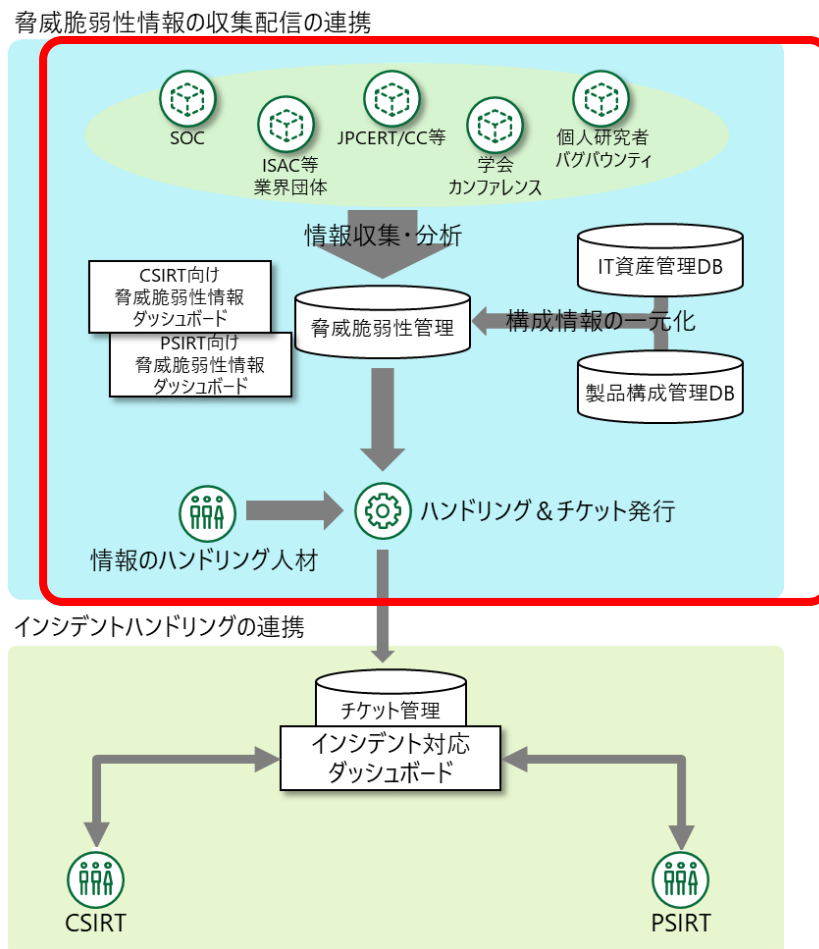 脅威脆弱性情報の収集配信の連携
SOC
ISAC等
業界団体
JPCERT/CC等
学会
カンファレンス
個人研究者
バグバウンティ
情報収集・分析
CSIRT向け
脅威脆弱性情報
ダッシュボード
PSIRT向け
脅威脆弱性情報
ダッシュボード
脅威脆弱性管理
IT資産管理DB
構成情報の一元化
製品構成管理DB
情報のハンドリング人材
ハンドリング＆チケット発行
インシデントハンドリングの連携
チケット管理
インシデント対応
ダッシュボード
CSIRT
PSIRT